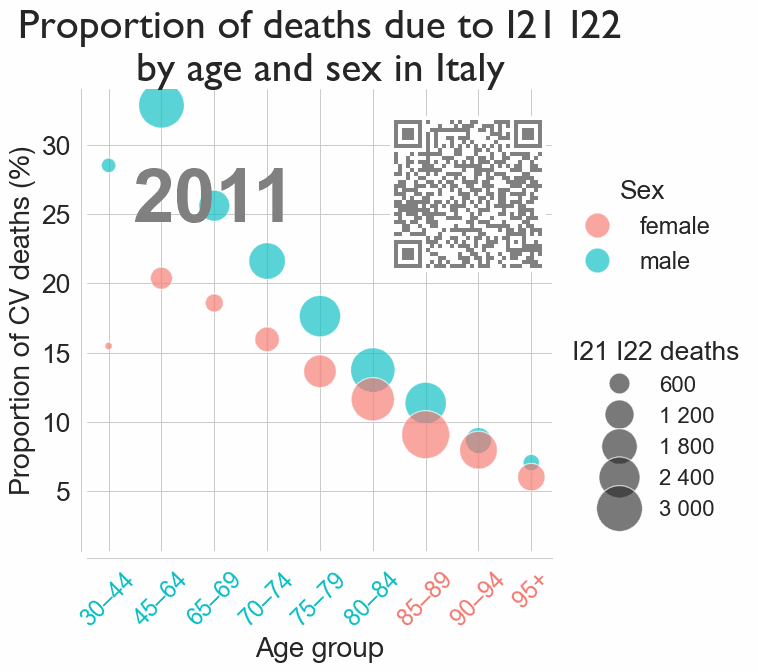 Proportion of deaths due to I21 I22
by age and sex in Italy
2011
Proportion of CV deaths (%)
30
25
20
15
10
5
30–44
45–64
65–69
70–74
75–79
80–84
85–89
90–94
95+
Age group
Sex
female
male
I21 I22 deaths
600
1 200
1 800
2 400
3 000